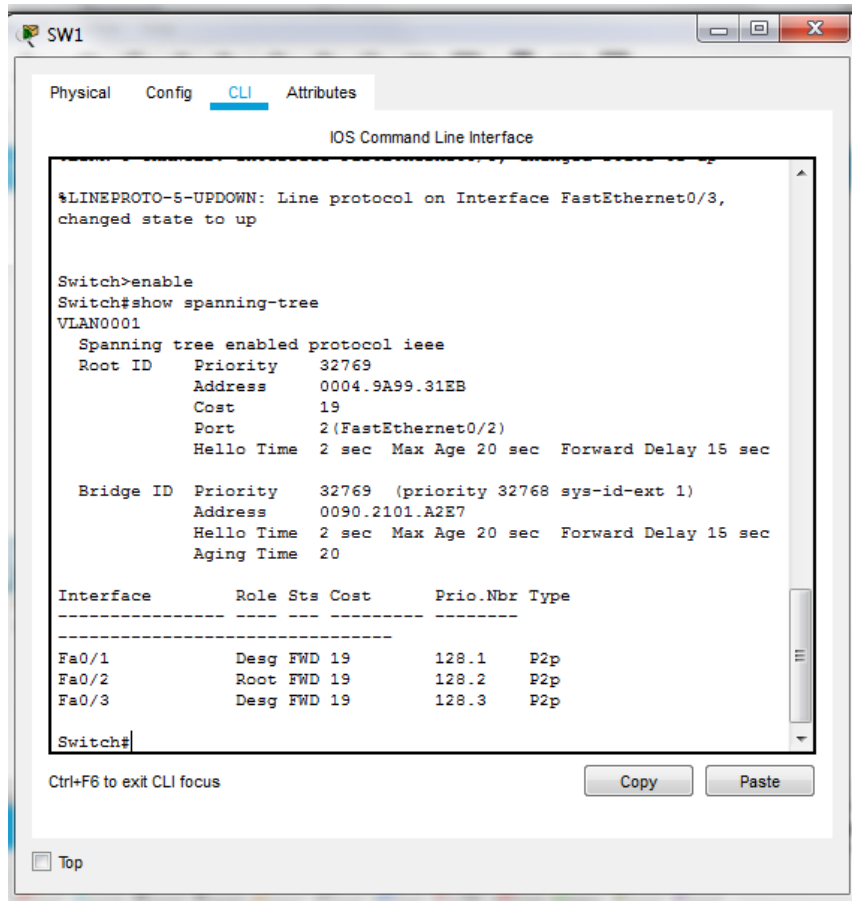 SW1
Physical Config CLI Attributes
IOS Command Line Interface
%LINEPROTO-5-UPDOWN: Line protocol on Interface FastEthernet0/3,
changed state to up
Switch>enable
Switch#show spanning-tree
VLAN0001
  Spanning tree enabled protocol ieee
  Root ID    Priority    32769
             Address     0004.9A99.31EB
             Cost        19
             Port        2(FastEthernet0/2)
             Hello Time  2 sec  Max Age 20 sec  Forward Delay 15 sec
  Bridge ID  Priority    32769  (priority 32768 sys-id-ext 1)
             Address     0090.2101.A2E7
             Hello Time  2 sec  Max Age 20 sec  Forward Delay 15 sec
             Aging Time  20
Interface        Role Sts Cost      Prio.Nbr Type
---------------- ---- --- --------- --------
--------------------------------
Fa0/1            Desg FWD 19        128.1    P2p
Fa0/2            Root FWD 19        128.2    P2p
Fa0/3            Desg FWD 19        128.3    P2p
Switch#
Ctrl+F6 to exit CLI focus
Copy Paste
Top